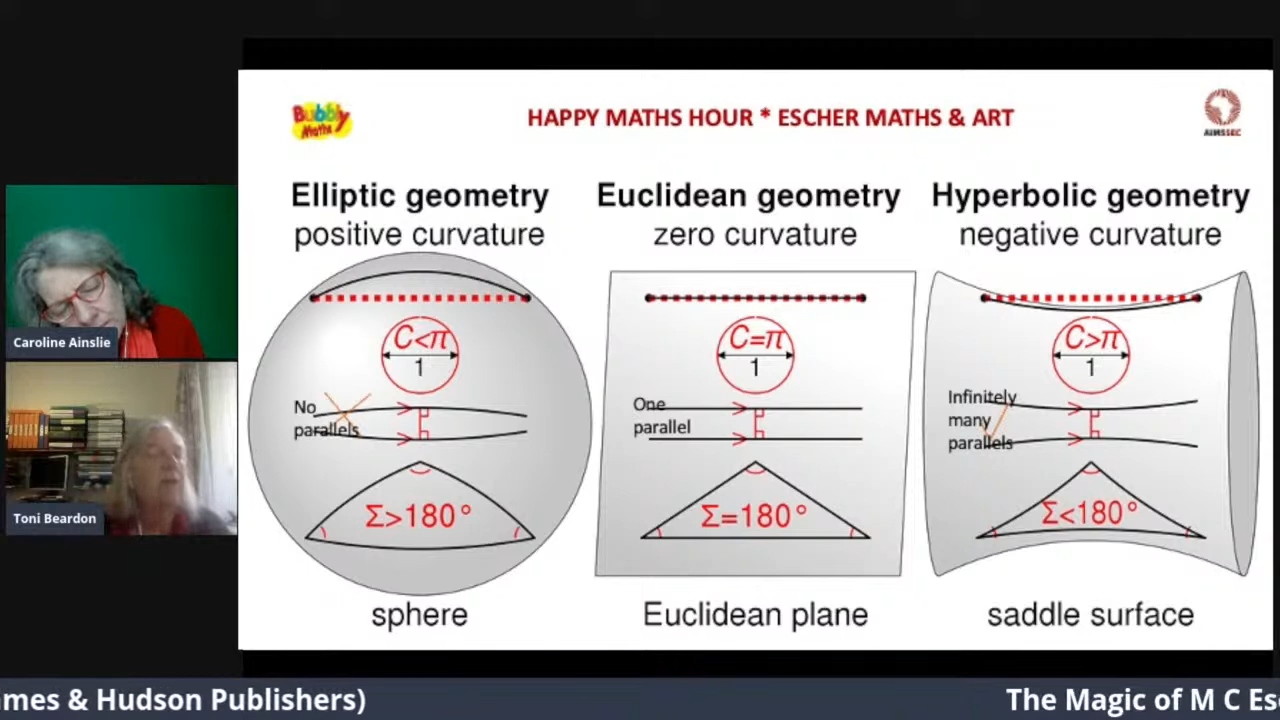 Bubbly
Maths
HAPPY MATHS HOUR * ESCHER MATHS & ART
AIMSSEC
Elliptic geometry
positive curvature
C<π
1
No
parallels
Σ>180°
sphere
Euclidean geometry
zero curvature
C=π
1
One
parallel
Σ=180°
Euclidean plane
Hyperbolic geometry
negative curvature
C>π
1
Infinitely
many
parallels
Σ<180°
saddle surface
Caroline Ainslie
Toni Beardon
ames & Hudson Publishers)
The Magic of M C Es